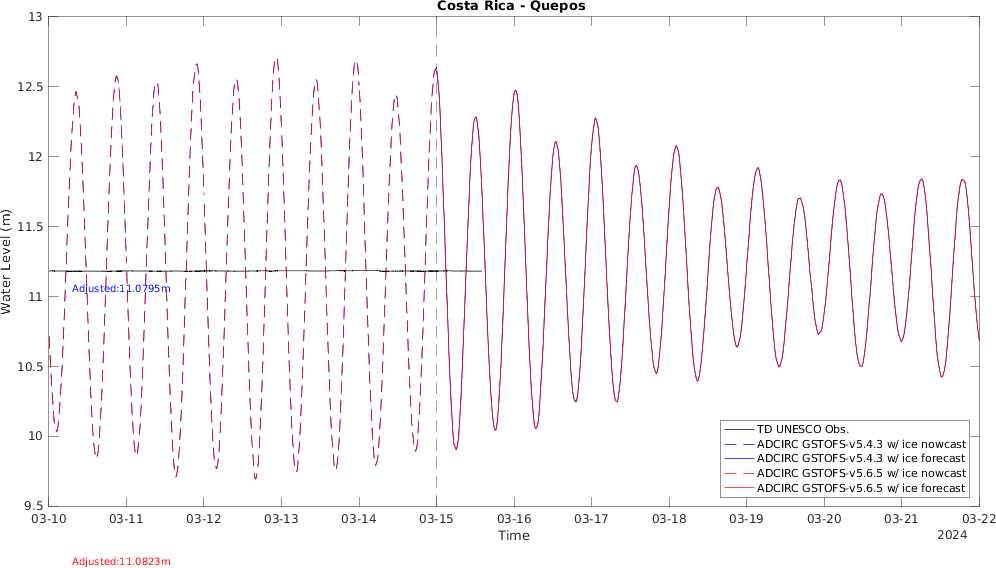 Costa Rica - Quepos
13
12.5
12
11.5
11
10.5
10
9.5
Water Level (m)
Adjusted:11.0795m
TD UNESCO Obs.
ADCIRC GSTOFS-v5.4.3 w/ ice nowcast
ADCIRC GSTOFS-v5.4.3 w/ ice forecast
ADCIRC GSTOFS-v5.6.5 w/ ice nowcast
ADCIRC GSTOFS-v5.6.5 w/ ice forecast
03-10 03-11 03-12 03-13 03-14 03-15 03-16 03-17 03-18 03-19 03-20 03-21 03-22
Time
2024
Adjusted:11.0823m